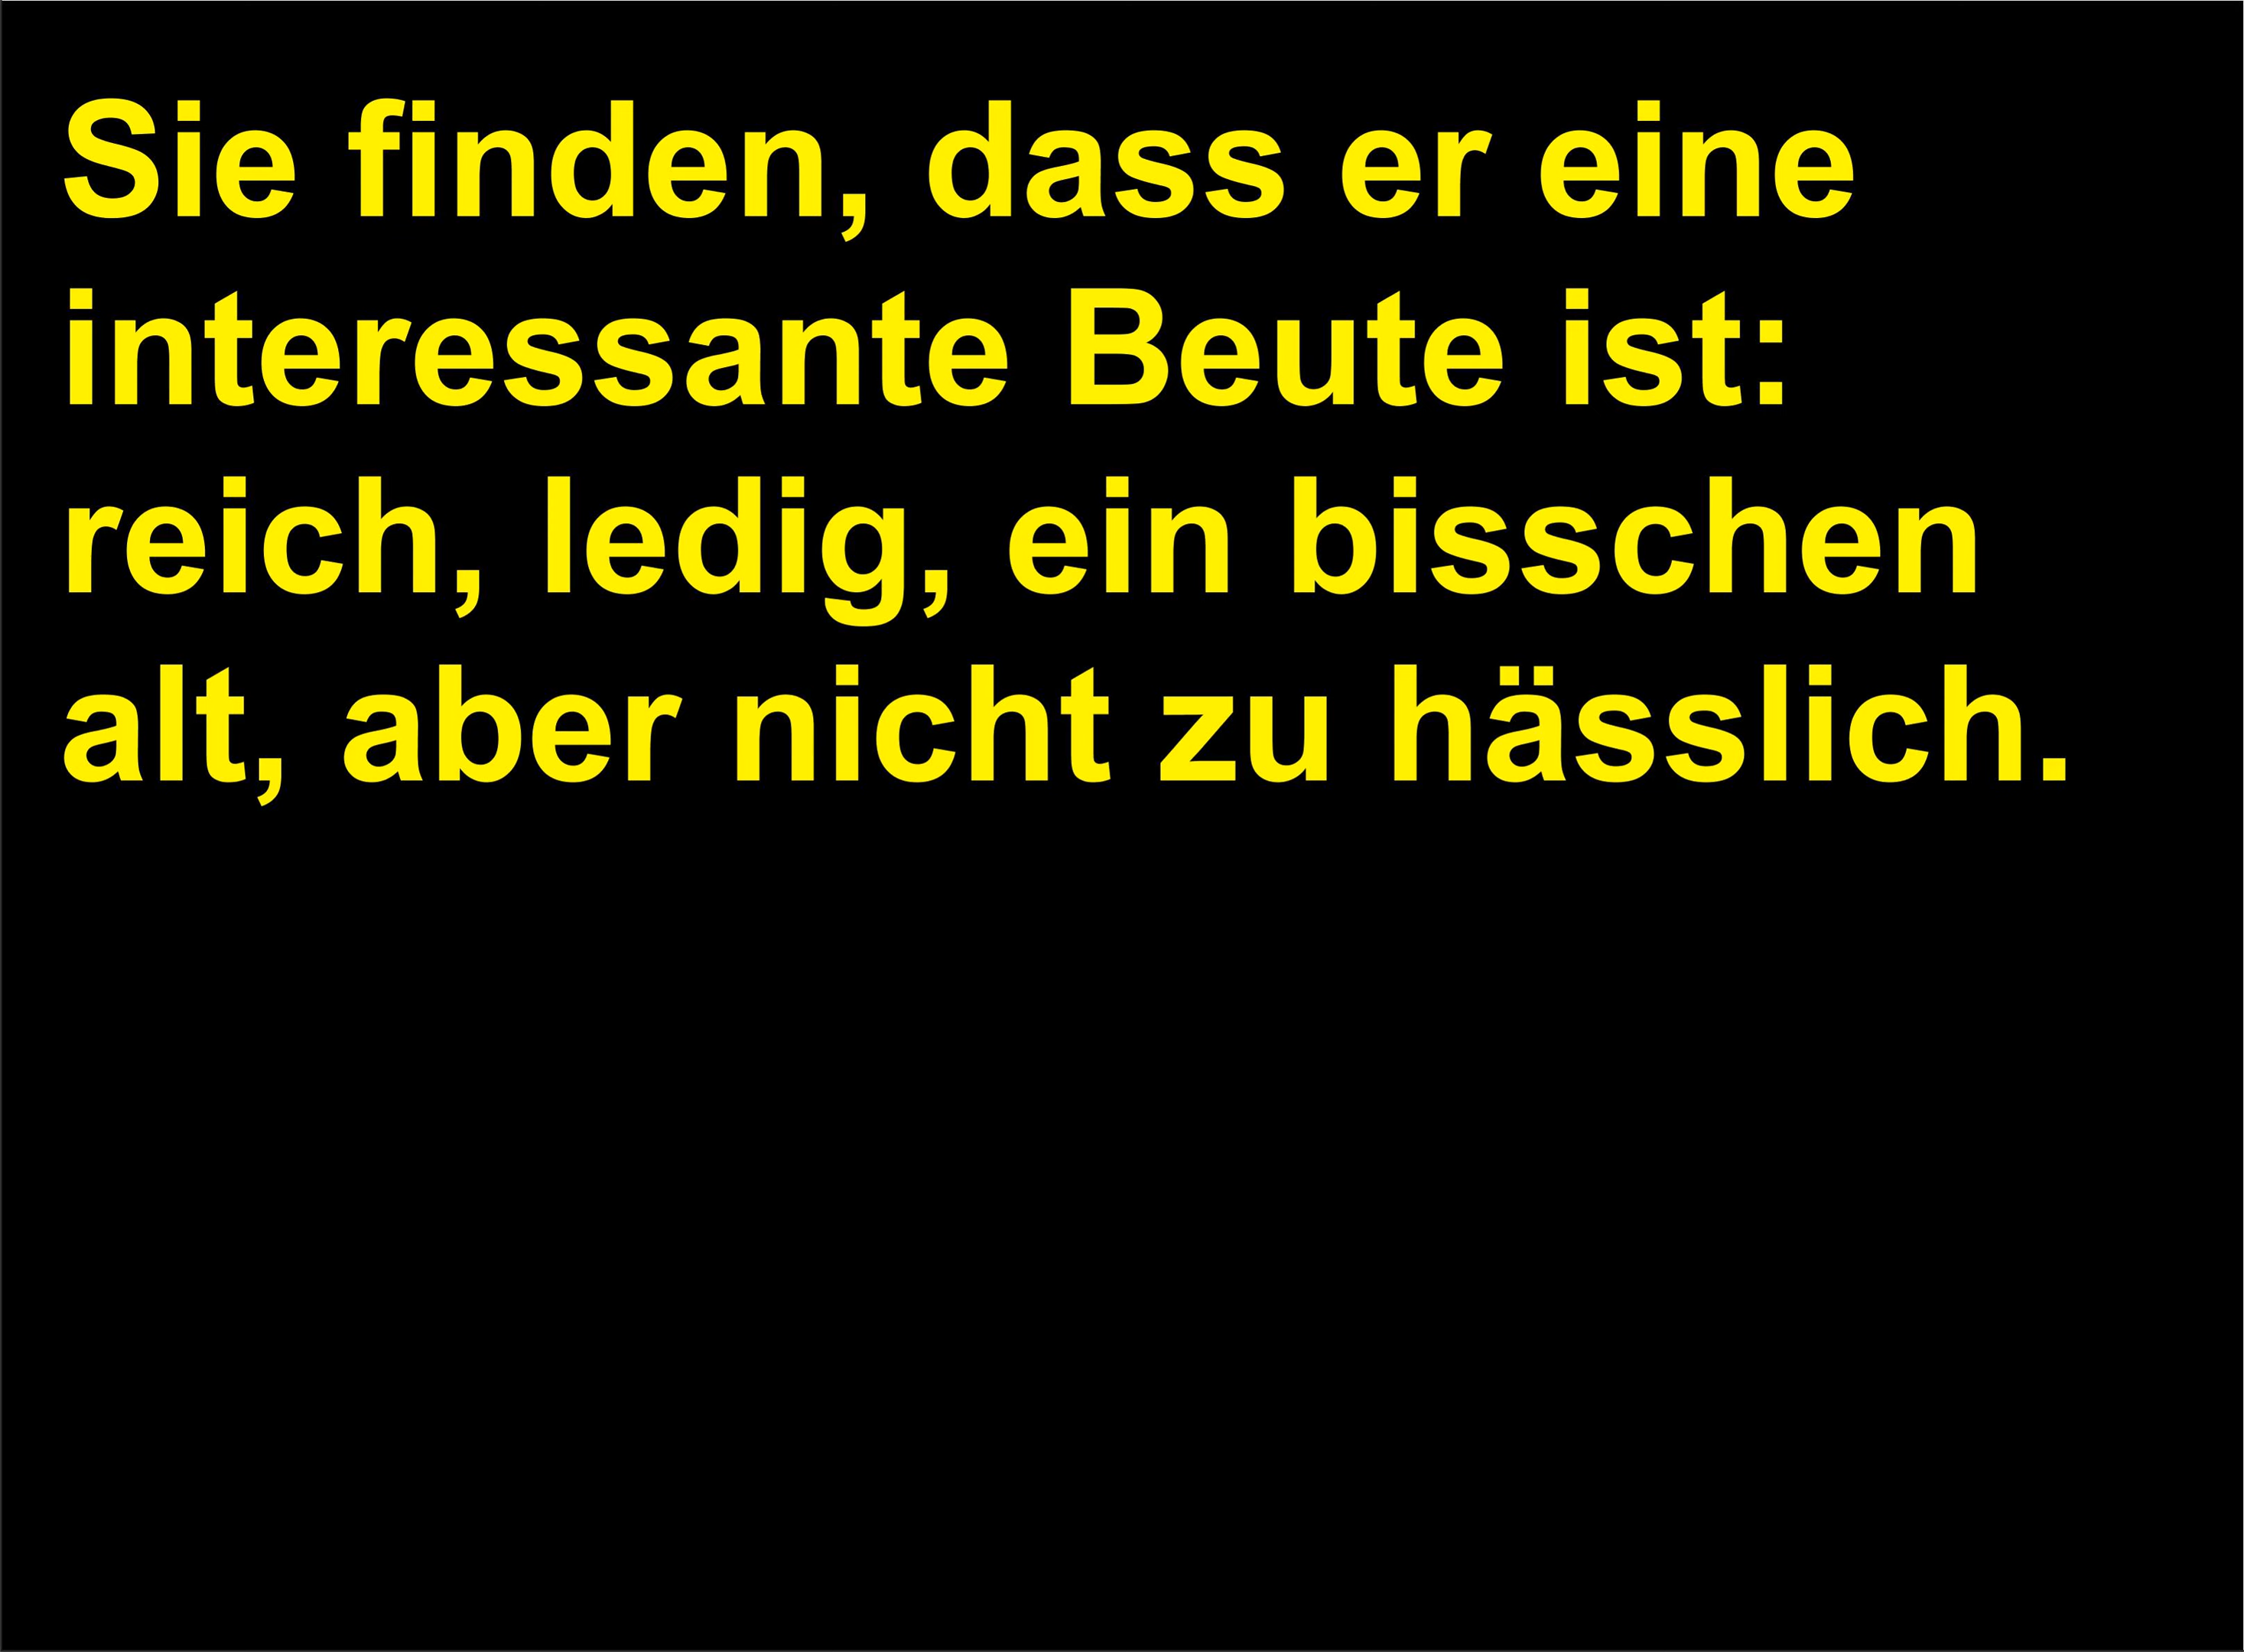 Sie finden, dass er eine
interessante Beute ist:
reich, ledig, ein bisschen
alt, aber nicht zu hässlich.